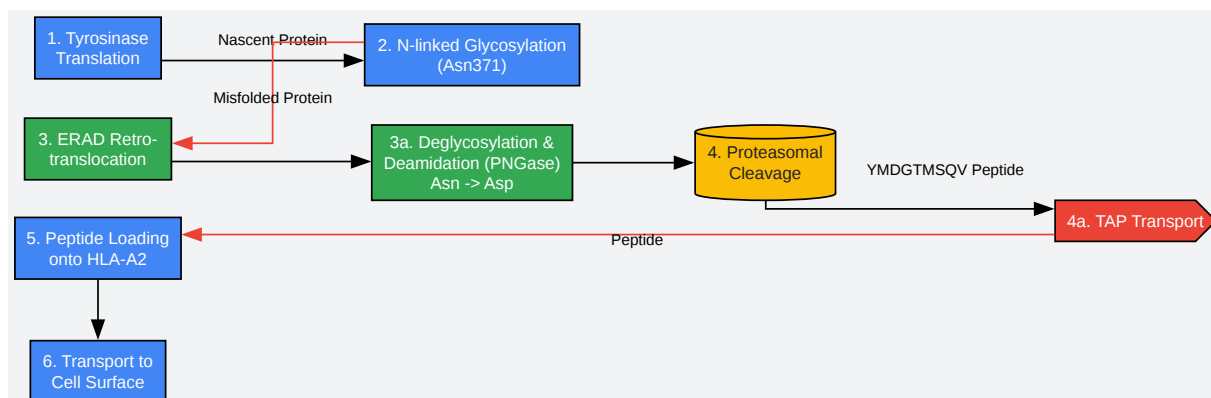 1. Tyrosinase
Translation
Nascent Protein
2. N-linked Glycosylation
(Asn371)
Misfolded Protein
3. ERAD Retro-
translocation
3a. Deglycosylation &
Deamidation (PNGase)
Asn -> Asp
4. Proteasomal
Cleavage
YMDGTMSQV Peptide
4a. TAP Transport
Peptide
5. Peptide Loading
onto HLA-A2
6. Transport to
Cell Surface